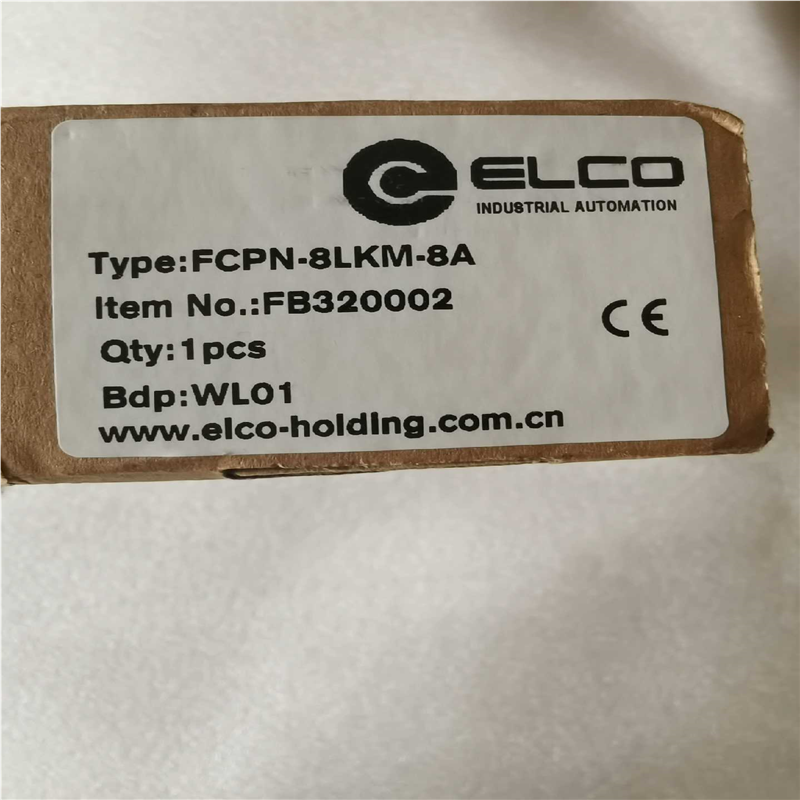 ELCO
INDUSTRIAL AUTOMATION
Type:FCPN-8LKM-8A
Item No.:FB320002
CE
Qty:1pcs
Bdp:WL01
www.elco-holding.com.cn